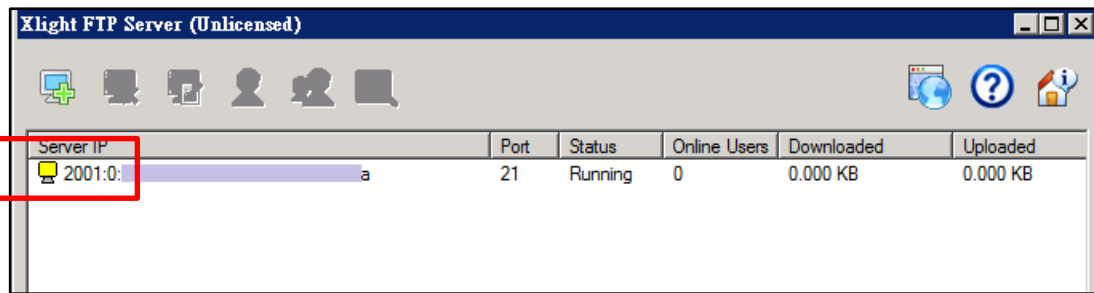 Xlight FTP Server (Unlicensed)
Server IP Port Status Online Users Downloaded Uploaded
2001:0: a 21 Running 0 0.000 KB 0.000 KB